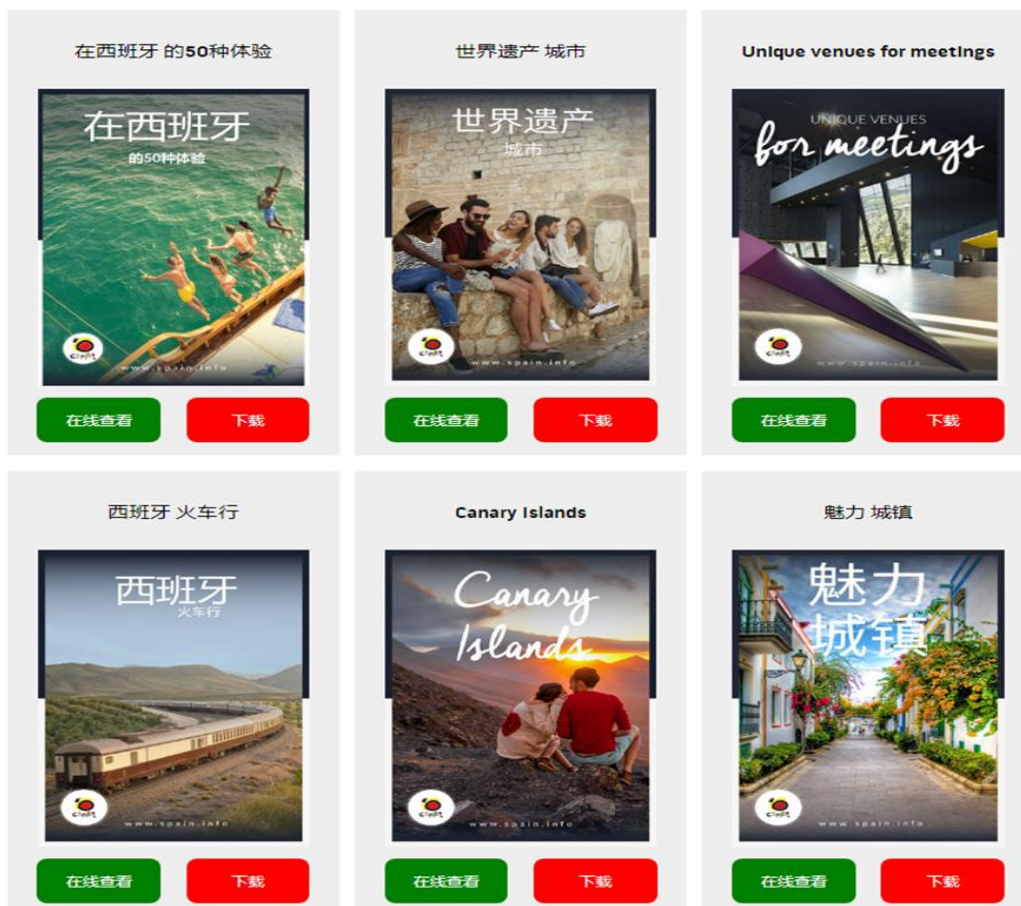 在西班牙 的50种体验
世界遗产 城市
Unique venues for meetings
在西班牙
的50种体验
www.spain.info
世界遗产
城市
www.spain.info
UNIQUE VENUES
for meetings
www.spain.info
在线查看
下载
在线查看
下载
在线查看
下载
西班牙 火车行
Canary Islands
魅力 城镇
西班牙
火车行
www.spain.info
Canary
Islands
www.spain.info
魅力
城镇
www.spain.info
在线查看
下载
在线查看
下载
在线查看
下载